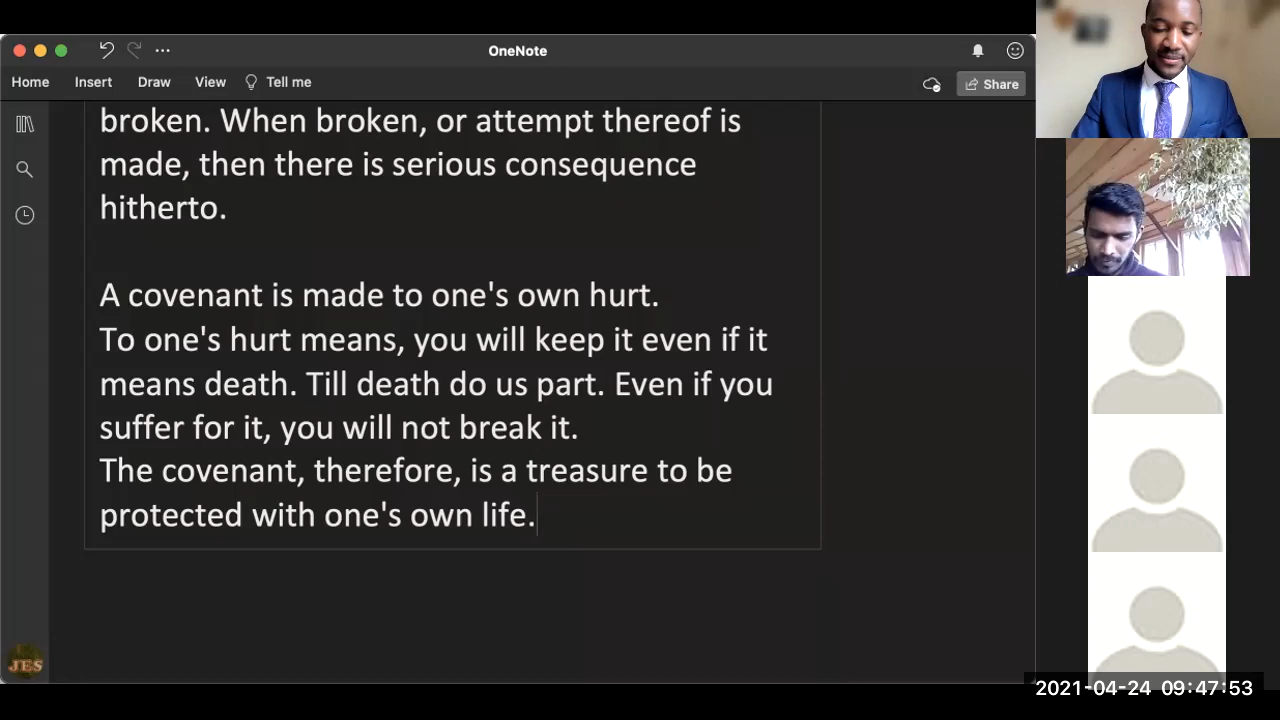 OneNote
Home Insert Draw View Tell me Share
broken. When broken, or attempt thereof is
made, then there is serious consequence
hitherto.
A covenant is made to one's own hurt.
To one's hurt means, you will keep it even if it
means death. Till death do us part. Even if you
suffer for it, you will not break it.
The covenant, therefore, is a treasure to be
protected with one's own life.
JES
2021-04-24 09:47:53